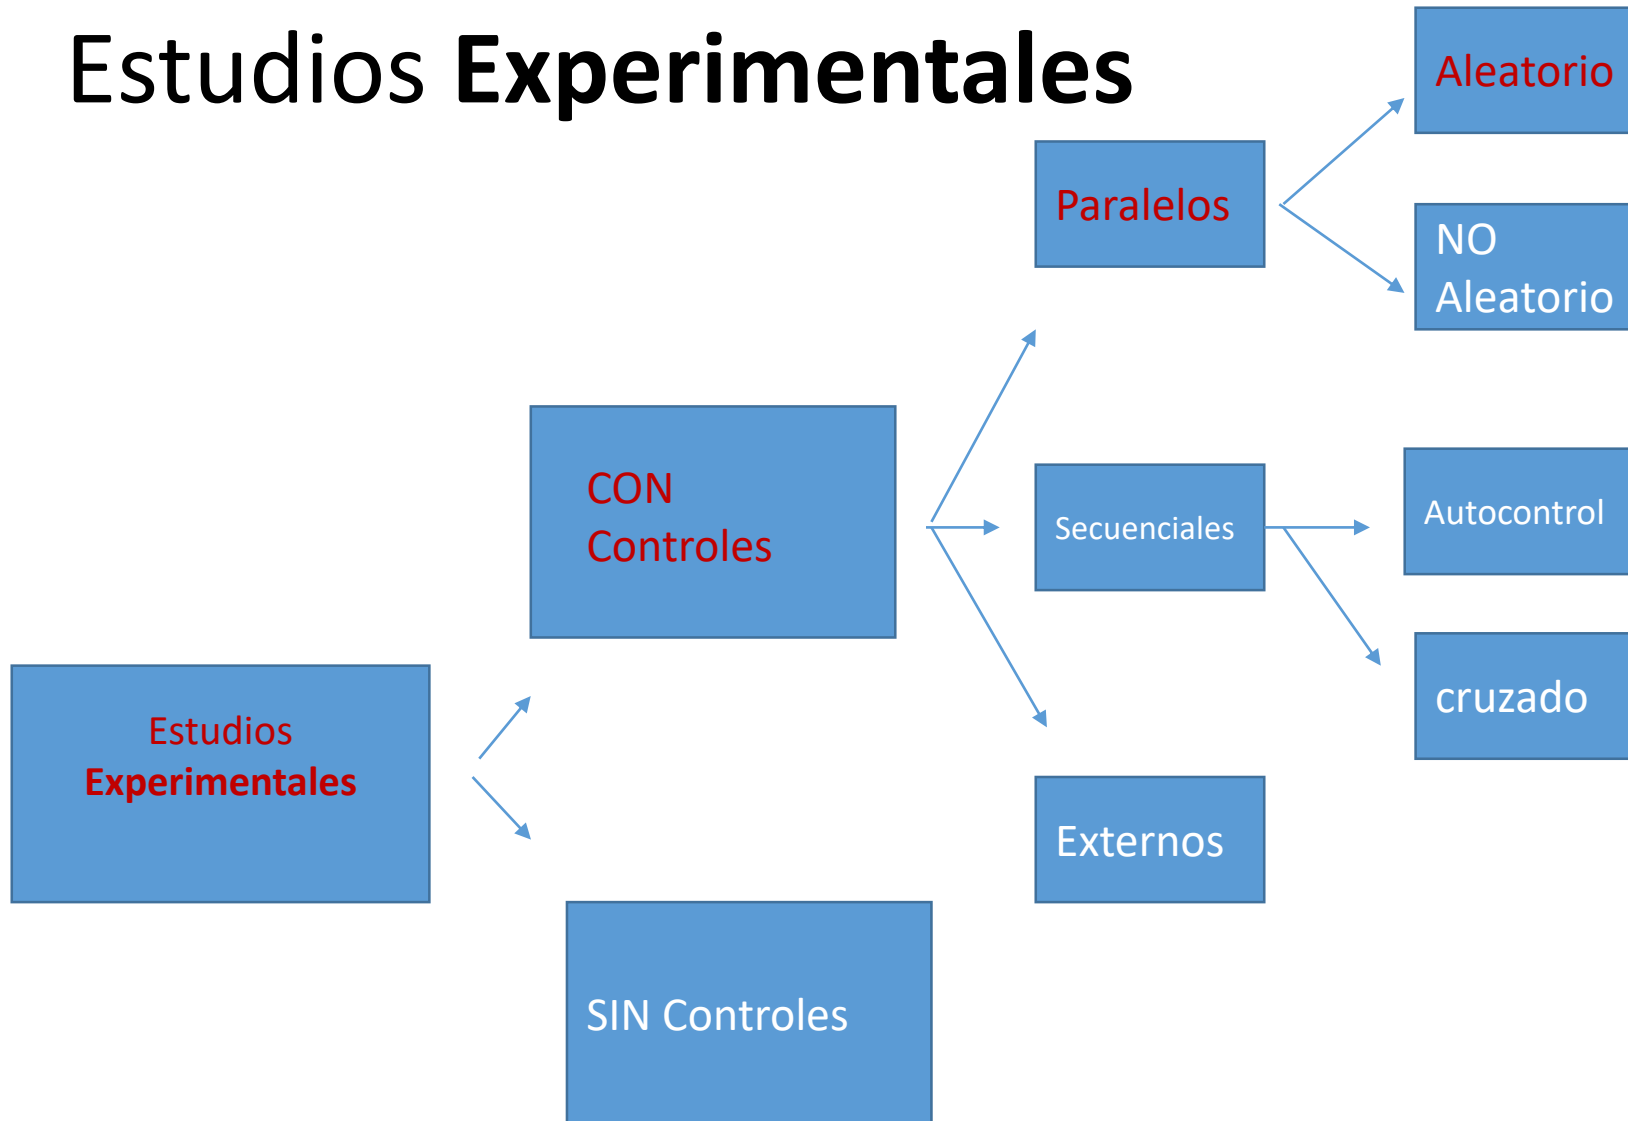 Estudios Experimentales
Aleatorio
Paralelos
NO
Aleatorio
CON
Controles
Secuenciales
Autocontrol
cruzado
Estudios
Experimentales
Externos
SIN Controles